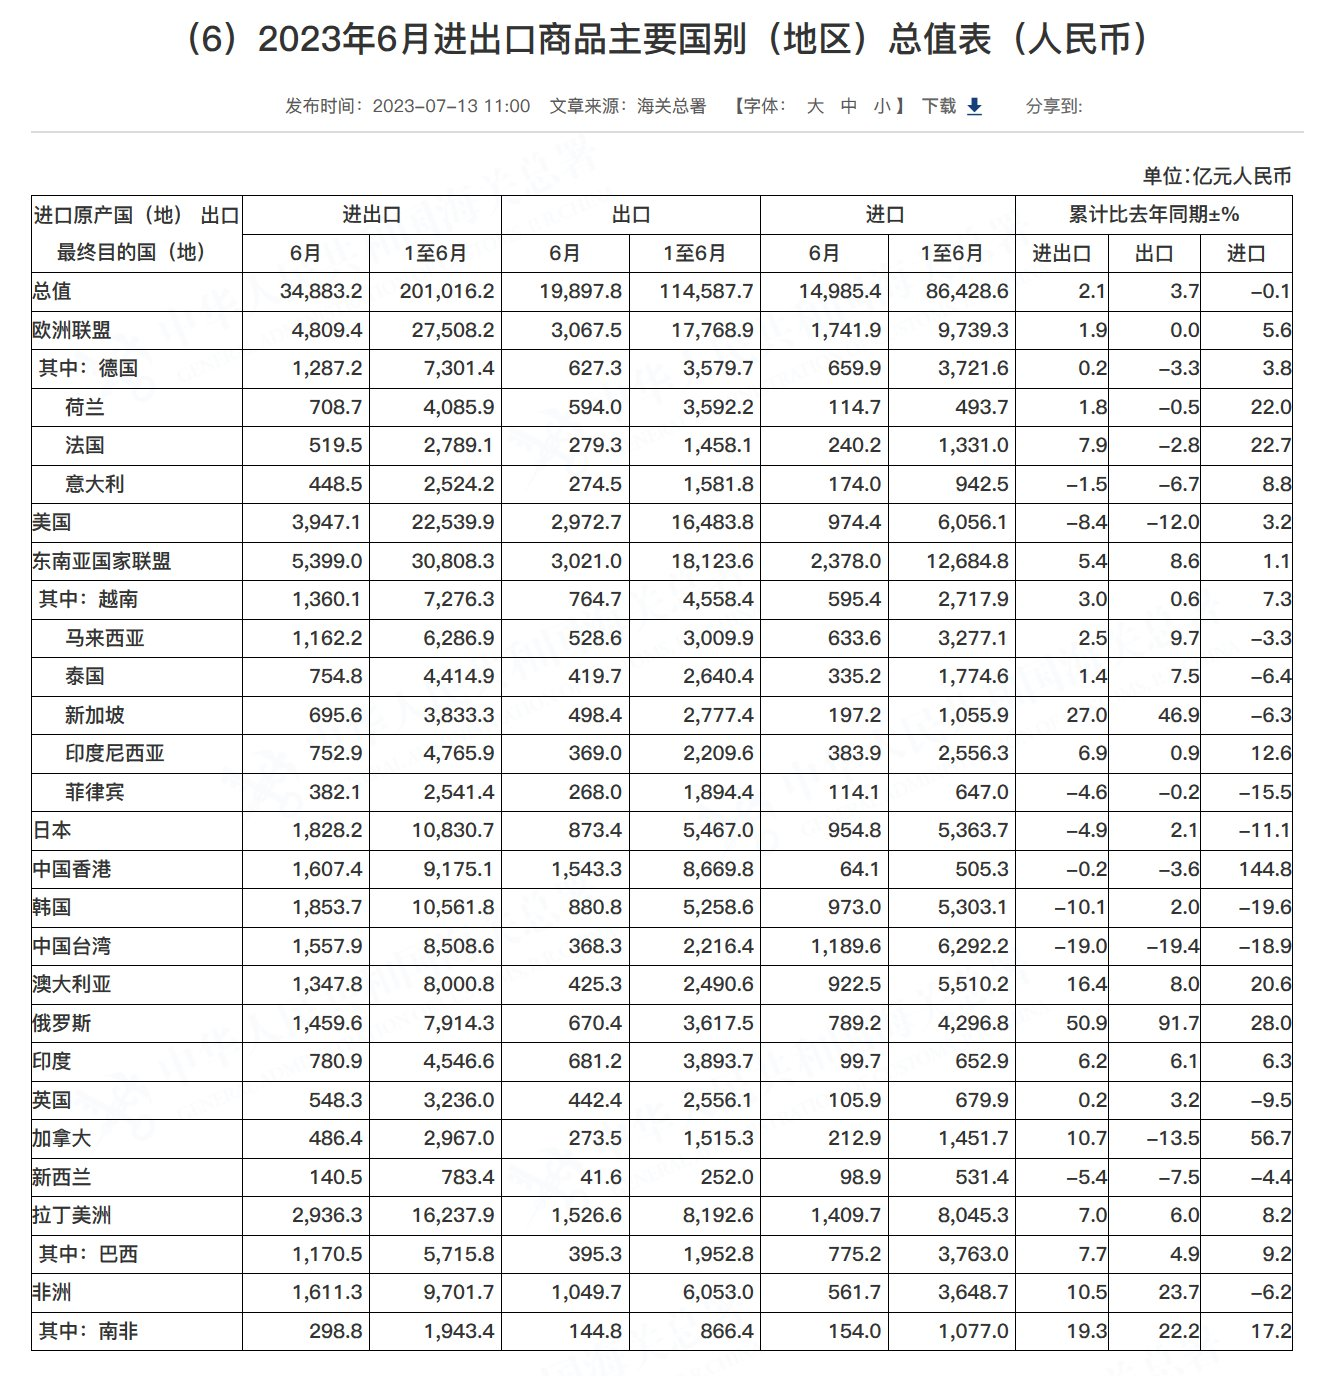 （6）2023年6月进出口商品主要国别（地区）总值表（人民币）
发布时间：2023-07-13 11:00 文章来源：海关总署 【字体： 大 中 小】 下载 分享到:
单位：亿元人民币
进口原产国（地） 出口最终目的国（地） 进出口 出口 进口 累计比去年同期±%
6月 1至6月 6月 1至6月 6月 1至6月 进出口 出口 进口
总值 34,883.2 201,016.2 19,897.8 114,587.7 14,985.4 86,428.6 2.1 3.7 -0.1
欧洲联盟 4,809.4 27,508.2 3,067.5 17,768.9 1,741.9 9,739.3 1.9 0.0 5.6
其中：德国 1,287.2 7,301.4 627.3 3,579.7 659.9 3,721.6 0.2 -3.3 3.8
荷兰 708.7 4,085.9 594.0 3,592.2 114.7 493.7 1.8 -0.5 22.0
法国 519.5 2,789.1 279.3 1,458.1 240.2 1,331.0 7.9 -2.8 22.7
意大利 448.5 2,524.2 274.5 1,581.8 174.0 942.5 -1.5 -6.7 8.8
美国 3,947.1 22,539.9 2,972.7 16,483.8 974.4 6,056.1 -8.4 -12.0 3.2
东南亚国家联盟 5,399.0 30,808.3 3,021.0 18,123.6 2,378.0 12,684.8 5.4 8.6 1.1
其中：越南 1,360.1 7,276.3 764.7 4,558.4 595.4 2,717.9 3.0 0.6 7.3
马来西亚 1,162.2 6,286.9 528.6 3,009.9 633.6 3,277.1 2.5 9.7 -3.3
泰国 754.8 4,414.9 419.7 2,640.4 335.2 1,774.6 1.4 7.5 -6.4
新加坡 695.6 3,833.3 498.4 2,777.4 197.2 1,055.9 27.0 46.9 -6.3
印度尼西亚 752.9 4,765.9 369.0 2,209.6 383.9 2,556.3 6.9 0.9 12.6
菲律宾 382.1 2,541.4 268.0 1,894.4 114.1 647.0 -4.6 -0.2 -15.5
日本 1,828.2 10,830.7 873.4 5,467.0 954.8 5,363.7 -4.9 2.1 -11.1
中国香港 1,607.4 9,175.1 1,543.3 8,669.8 64.1 505.3 -0.2 -3.6 144.8
韩国 1,853.7 10,561.8 880.8 5,258.6 973.0 5,303.1 -10.1 2.0 -19.6
中国台湾 1,557.9 8,508.6 368.3 2,216.4 1,189.6 6,292.2 -19.0 -19.4 -18.9
澳大利亚 1,347.8 8,000.8 425.3 2,490.6 922.5 5,510.2 16.4 8.0 20.6
俄罗斯 1,459.6 7,914.3 670.4 3,617.5 789.2 4,296.8 50.9 91.7 28.0
印度 780.9 4,546.6 681.2 3,893.7 99.7 652.9 6.2 6.1 6.3
英国 548.3 3,236.0 442.4 2,556.1 105.9 679.9 0.2 3.2 -9.5
加拿大 486.4 2,967.0 273.5 1,515.3 212.9 1,451.7 10.7 -13.5 56.7
新西兰 140.5 783.4 41.6 252.0 98.9 531.4 -5.4 -7.5 -4.4
拉丁美洲 2,936.3 16,237.9 1,526.6 8,192.6 1,409.7 8,045.3 7.0 6.0 8.2
其中：巴西 1,170.5 5,715.8 395.3 1,952.8 775.2 3,763.0 7.7 4.9 9.2
非洲 1,611.3 9,701.7 1,049.7 6,053.0 561.7 3,648.7 10.5 23.7 -6.2
其中：南非 298.8 1,943.4 144.8 866.4 154.0 1,077.0 19.3 22.2 17.2